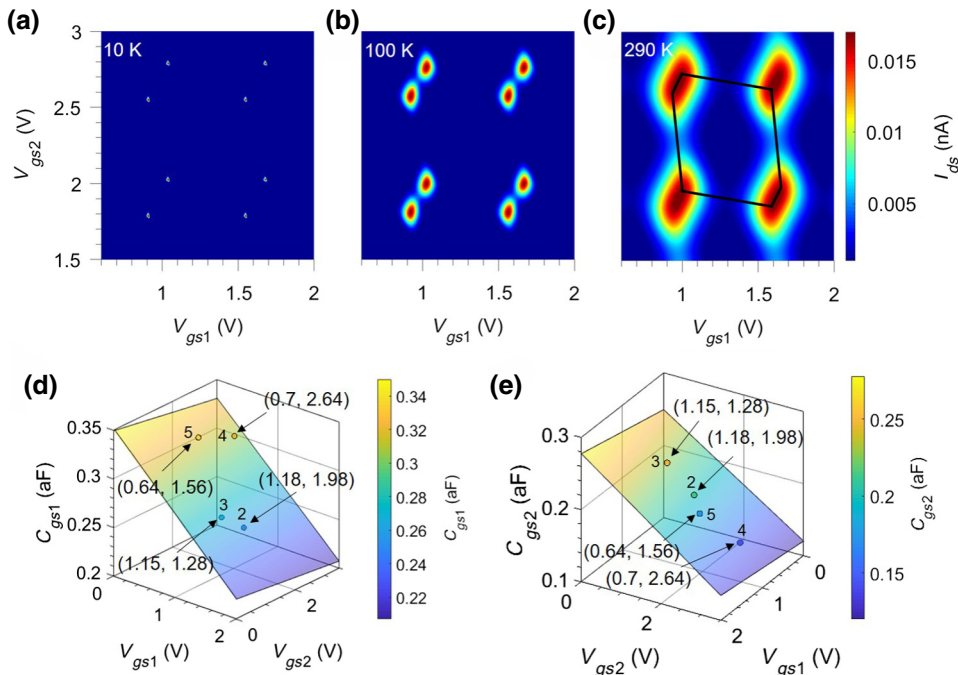 (a)
(b)
(c)
10 K
100 K
290 K
3
2.5
2
1.5
V_gs2 (V)
1
1.5
2
V_gs1 (V)
1
1.5
2
V_gs1 (V)
1
1.5
2
V_gs1 (V)
0.015
0.010
0.005
I_ds (nA)
(d)
(e)
0.35
0.3
0.25
0.2
C_gs1 (aF)
0
1
2
V_gs1 (V)
0
2
V_gs2 (V)
(0.7, 2.64)
5
4
(0.64, 1.56)
(1.18, 1.98)
3
2
(1.15, 1.28)
0.34
0.32
0.30
0.28
0.26
0.24
0.22
C_gs1 (aF)
0.3
0.2
0.1
C_gs2 (aF)
0
2
V_gs2 (V)
2
1
0
V_gs1 (V)
(1.15, 1.28)
(1.18, 1.98)
3
2
5
4
(0.64, 1.56)
(0.7, 2.64)
0.25
0.20
0.15
C_gs2 (aF)